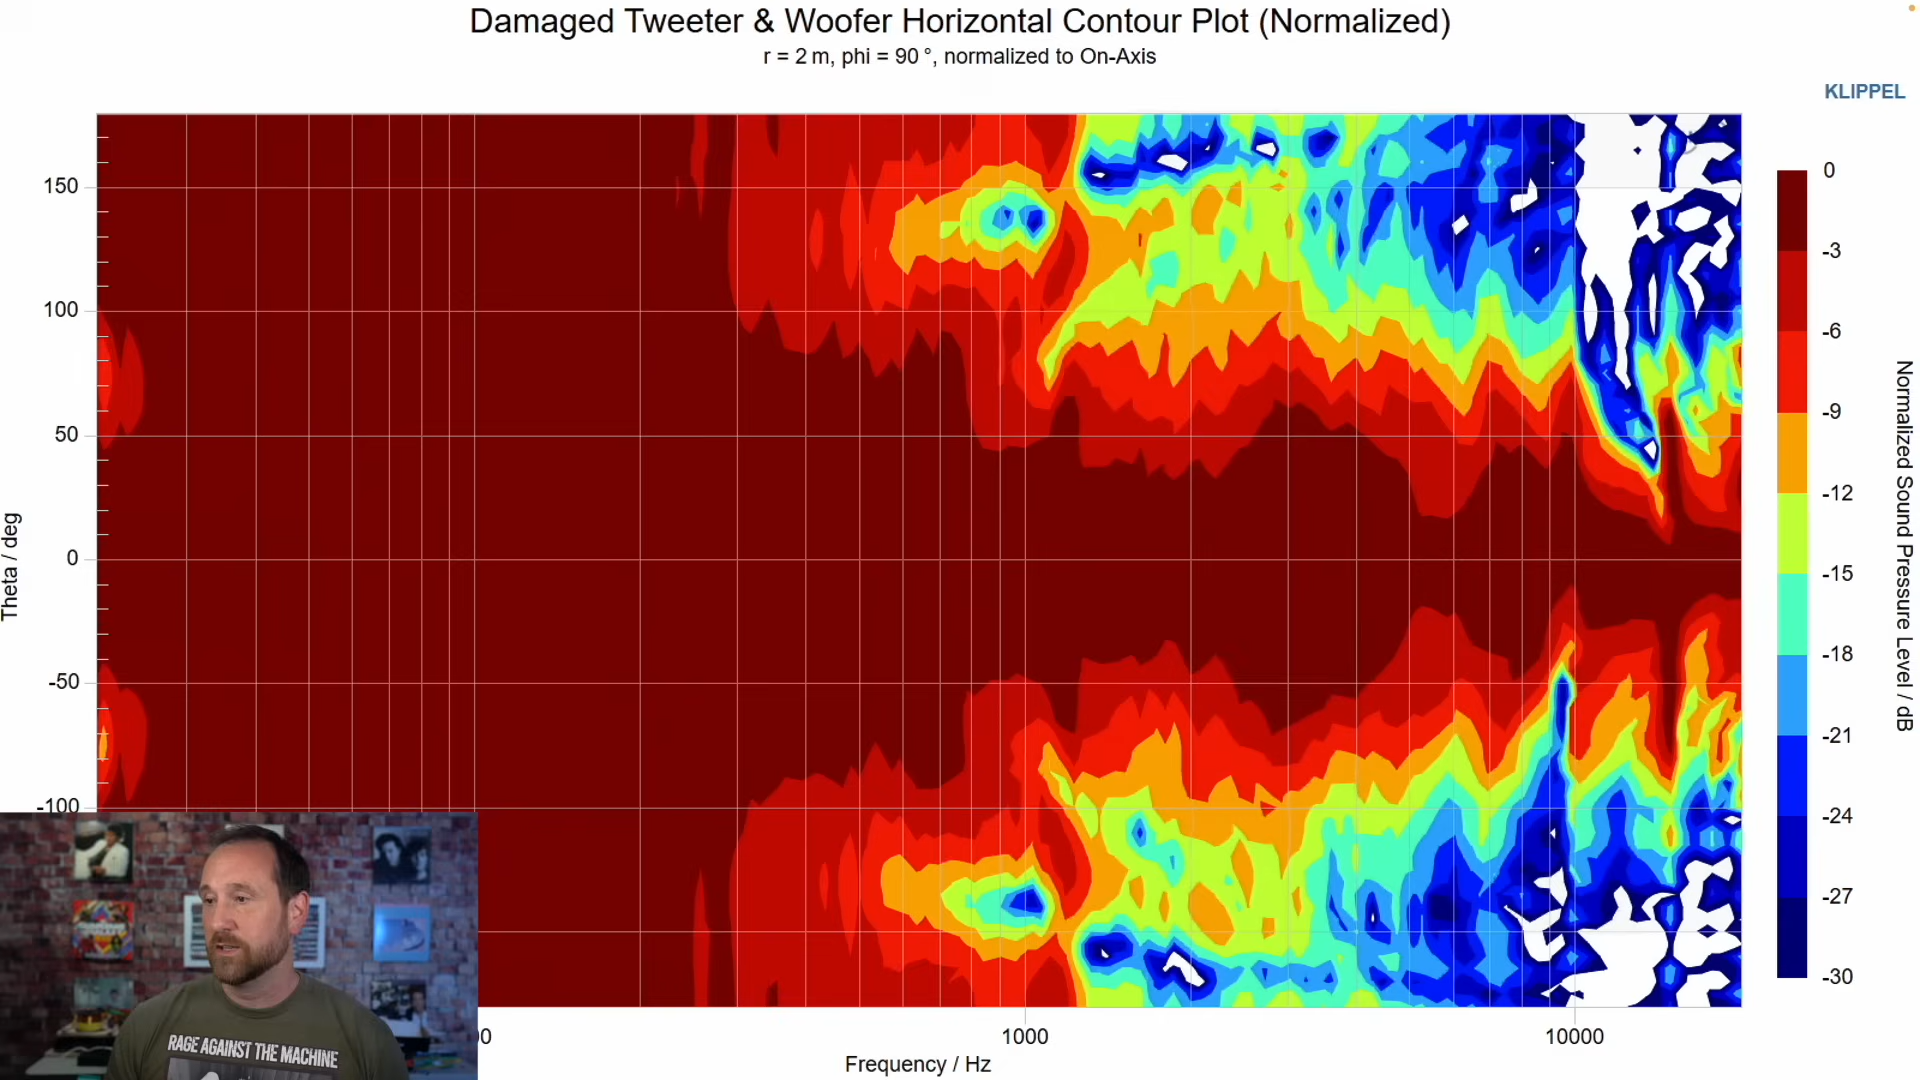 Damaged Tweeter & Woofer Horizontal Contour Plot (Normalized)
r = 2 m, phi = 90 °, normalized to On-Axis
KLIPPEL
150
100
50
0
-50
-100
Theta / deg
0
-3
-6
-9
-12
-15
-18
-21
-24
-27
-30
Normalized Sound Pressure Level / dB
00
1000
10000
Frequency / Hz
RAGE AGAINST THE MACHINE